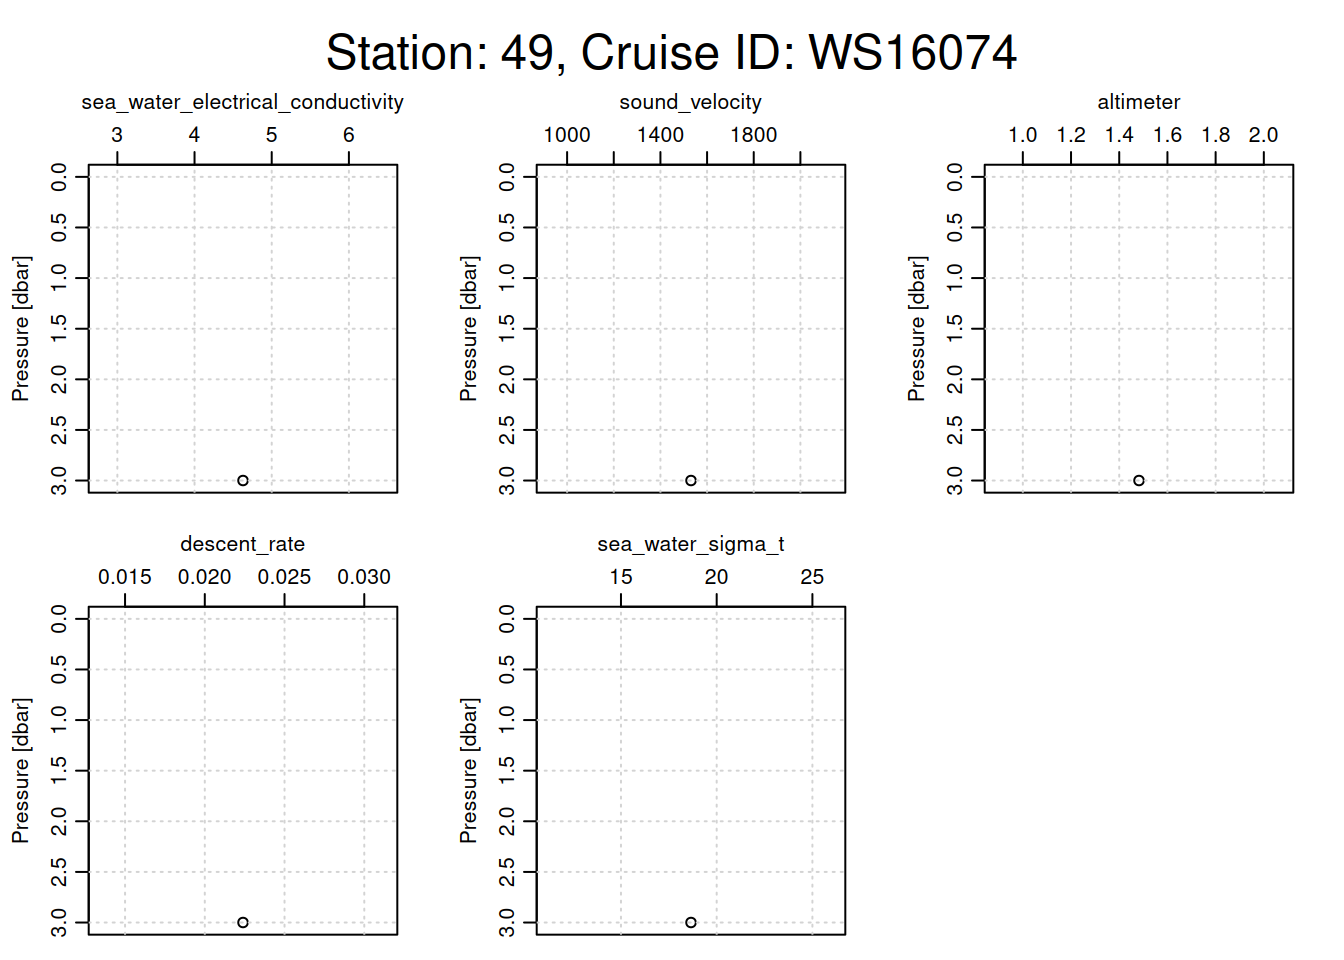 Station: 49, Cruise ID: WS16074
sea_water_electrical_conductivity
3 4 5 6
Pressure [dbar]
0.0
0.5
1.0
1.5
2.0
2.5
3.0
sound_velocity
1000 1400 1800
Pressure [dbar]
0.0
0.5
1.0
1.5
2.0
2.5
3.0
altimeter
1.0 1.2 1.4 1.6 1.8 2.0
Pressure [dbar]
0.0
0.5
1.0
1.5
2.0
2.5
3.0
descent_rate
0.015 0.020 0.025 0.030
Pressure [dbar]
0.0
0.5
1.0
1.5
2.0
2.5
3.0
sea_water_sigma_t
15 20 25
Pressure [dbar]
0.0
0.5
1.0
1.5
2.0
2.5
3.0